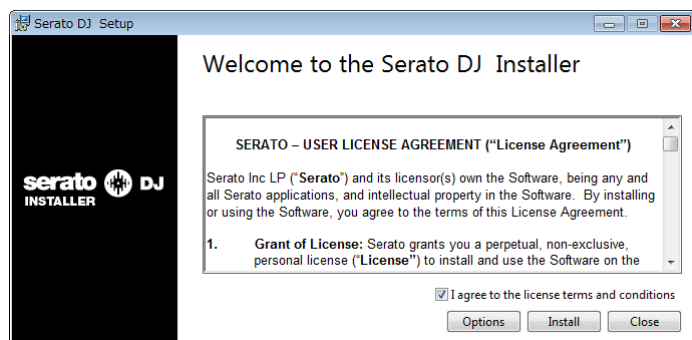 Serato DJ Setup
Welcome to the Serato DJ Installer
serato DJ
INSTALLER
SERATO – USER LICENSE AGREEMENT ("License Agreement")
Serato Inc LP ("Serato") and its licensor(s) own the Software, being any and
all Serato applications, and intellectual property in the Software. By installing
or using the Software, you agree to the terms of this License Agreement.
1. Grant of License: Serato grants you a perpetual, non-exclusive,
personal license ("License") to install and use the Software on the
I agree to the license terms and conditions
Options Install Close